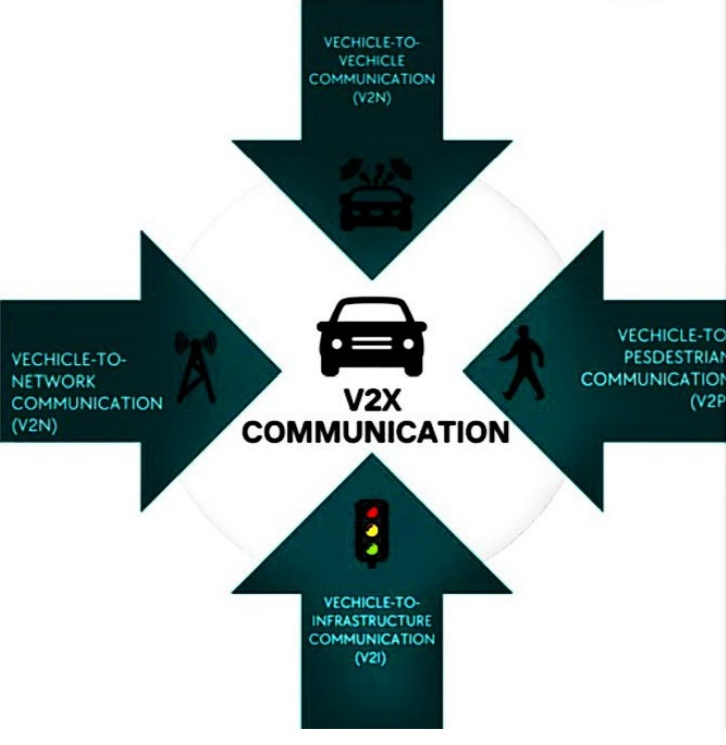 VECHICLE-TO-
VECHICLE
COMMUNICATION
(V2N)
VECHICLE-TO-
NETWORK
COMMUNICATION
(V2N)
V2X
COMMUNICATION
VECHICLE-TO
PESDESTRIAN
COMMUNICATION
(V2P
VECHICLE-TO-
INFRASTRUCTURE
COMMUNICATION
(V2I)